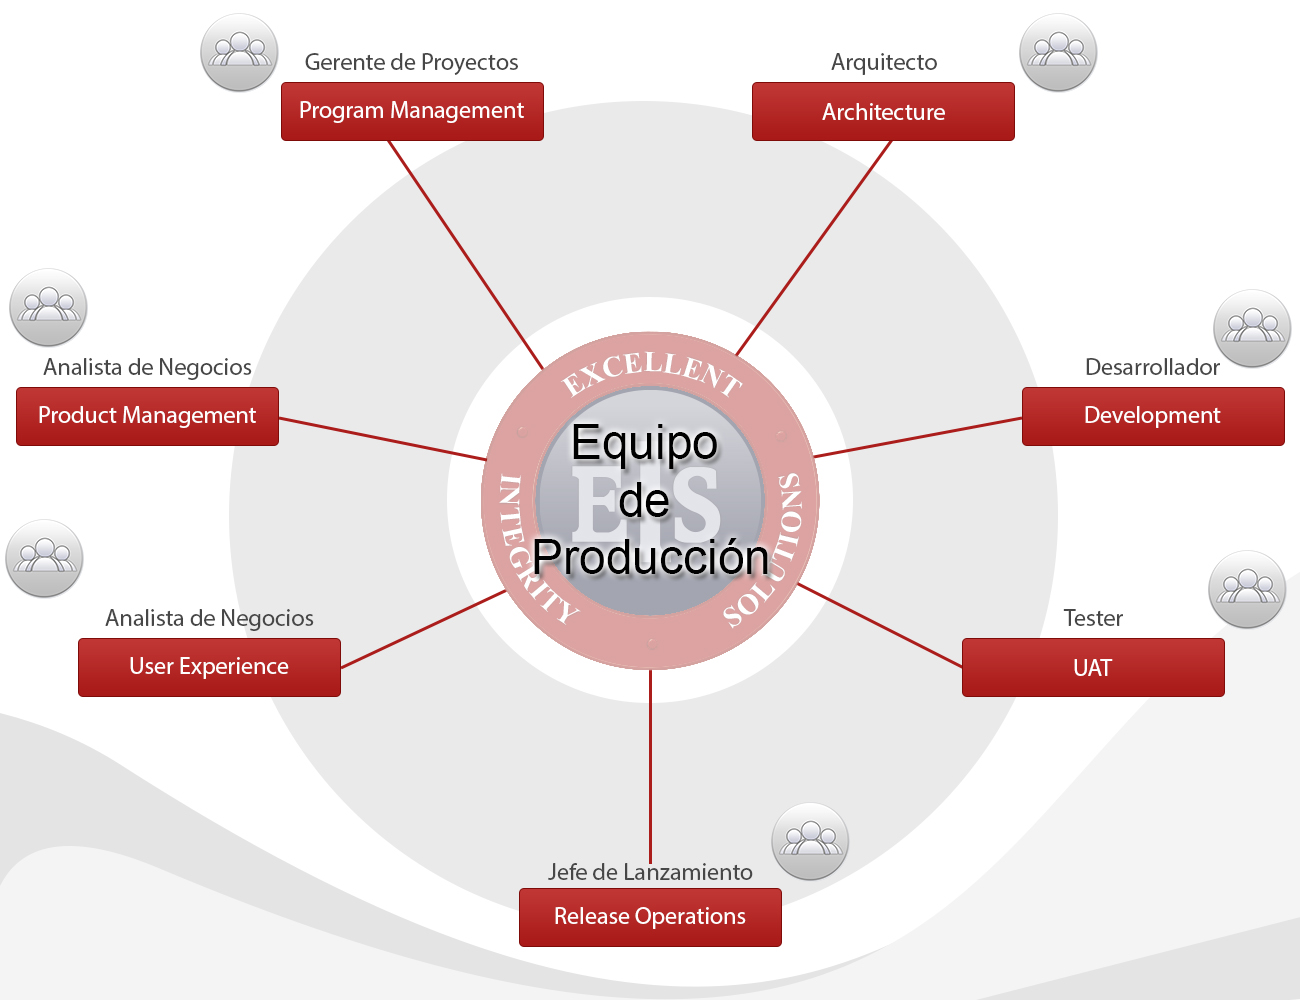 Gerente de Proyectos
Program Management
Arquitecto
Architecture
Analista de Negocios
Product Management
Desarrollador
Development
EXCELLENT
INTEGRITY
SOLUTIONS
EIS
Equipo
de
Producción
Analista de Negocios
User Experience
Tester
UAT
Jefe de Lanzamiento
Release Operations